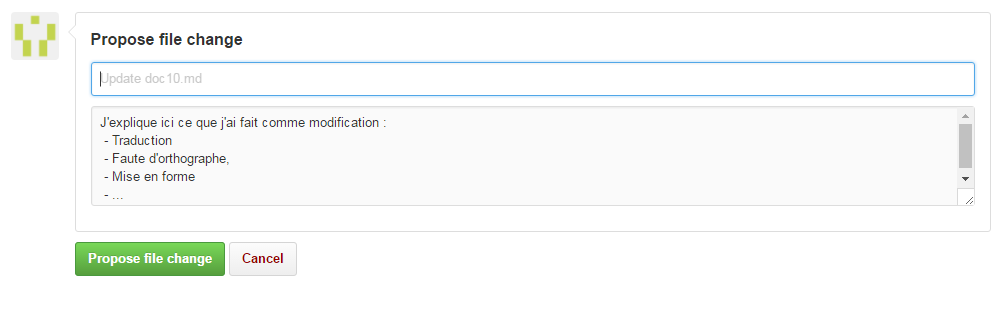 Propose file change
Update doc10.md
J'explique ici ce que j'ai fait comme modification :
- Traduction
- Faute d'orthographe,
- Mise en forme
- ...
Propose file change
Cancel